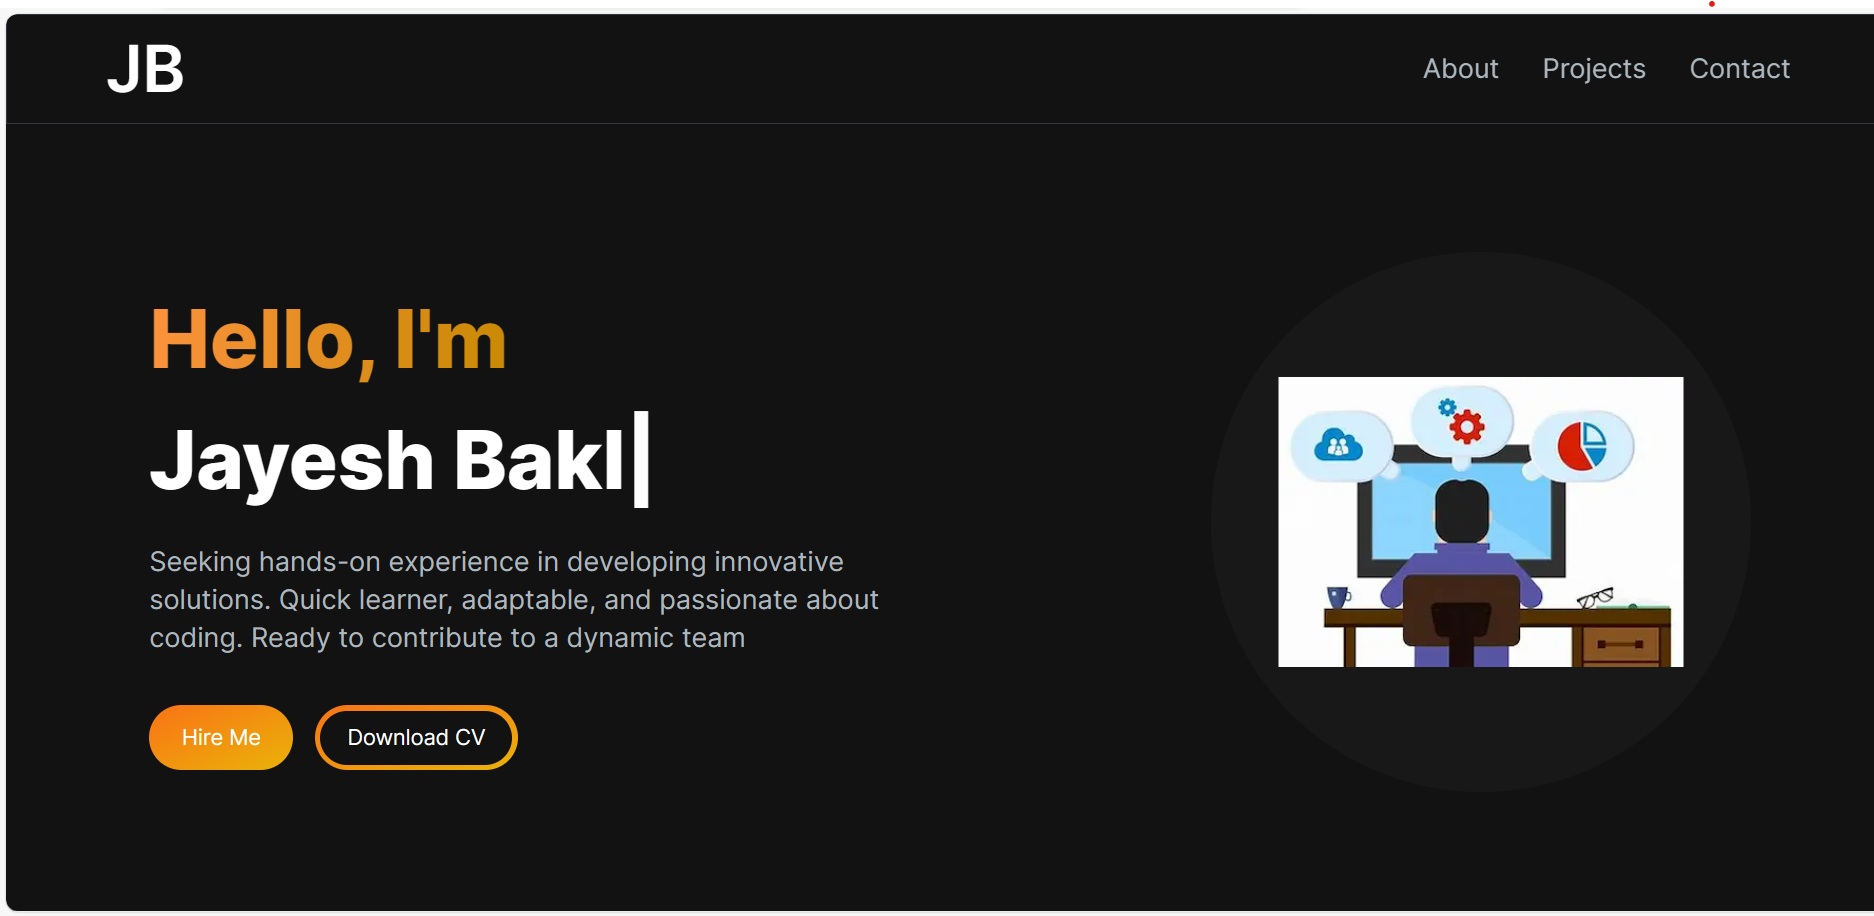 JB
About Projects Contact
Hello, I'm
Jayesh Bakl
Seeking hands-on experience in developing innovative
solutions. Quick learner, adaptable, and passionate about
coding. Ready to contribute to a dynamic team
Hire Me Download CV